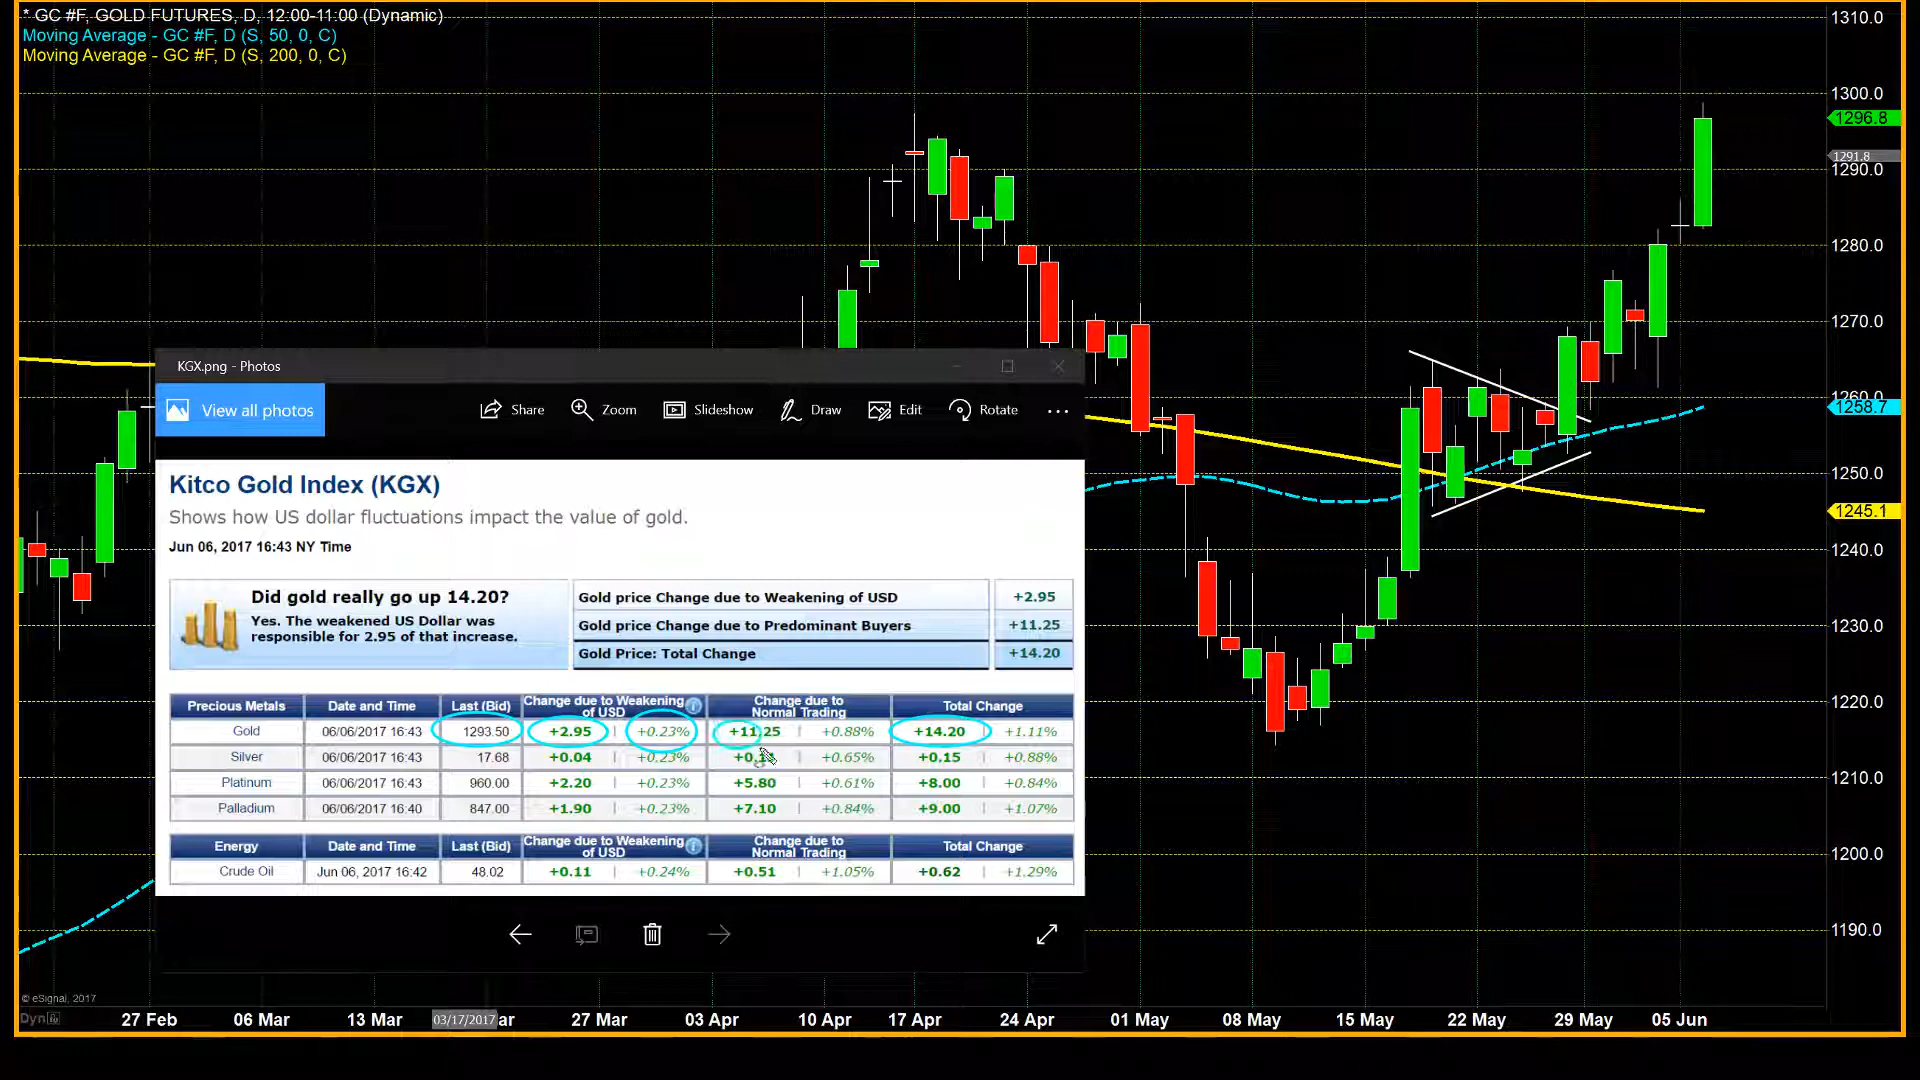 * GC #F, GOLD FUTURES, D, 12:00-11:00 (Dynamic)
Moving Average - GC #F, D (S, 50, 0, C)
Moving Average - GC #F, D (S, 200, 0, C)
1310.0
1300.0
1296.8
1291.8
1290.0
1280.0
1270.0
1260.0
1258.7
1250.0
1245.1
1240.0
1230.0
1220.0
1210.0
1200.0
1190.0
KGX.png - Photos
View all photos
Share Zoom Slideshow Draw Edit Rotate ...
Kitco Gold Index (KGX)
Shows how US dollar fluctuations impact the value of gold.
Jun 06, 2017 16:43 NY Time
Did gold really go up 14.20?
Yes. The weakened US Dollar was
responsible for 2.95 of that increase.
Gold price Change due to Weakening of USD +2.95
Gold price Change due to Predominant Buyers +11.25
Gold Price: Total Change +14.20
Precious Metals Date and Time Last (Bid) Change due to Weakening of USD i Change due to Normal Trading Total Change
Gold 06/06/2017 16:43 1293.50 +2.95 | +0.23% +11.25 | +0.88% +14.20 | +1.11%
Silver 06/06/2017 16:43 17.68 +0.04 | +0.23% | +0.65% +0.15 | +0.88%
Platinum 06/06/2017 16:43 960.00 +2.20 | +0.23% +5.80 | +0.61% +8.00 | +0.84%
Palladium 06/06/2017 16:40 847.00 +1.90 | +0.23% +7.10 | +0.84% +9.00 | +1.07%
Energy Date and Time Last (Bid) Change due to Weakening of USD i Change due to Normal Trading Total Change
Crude Oil Jun 06, 2017 16:42 48.02 +0.11 | +0.24% +0.51 | +1.05% +0.62 | +1.29%
© eSignal, 2017
Dyn
27 Feb 06 Mar 13 Mar 03/17/2017 ar 27 Mar 03 Apr 10 Apr 17 Apr 24 Apr 01 May 08 May 15 May 22 May 29 May 05 Jun